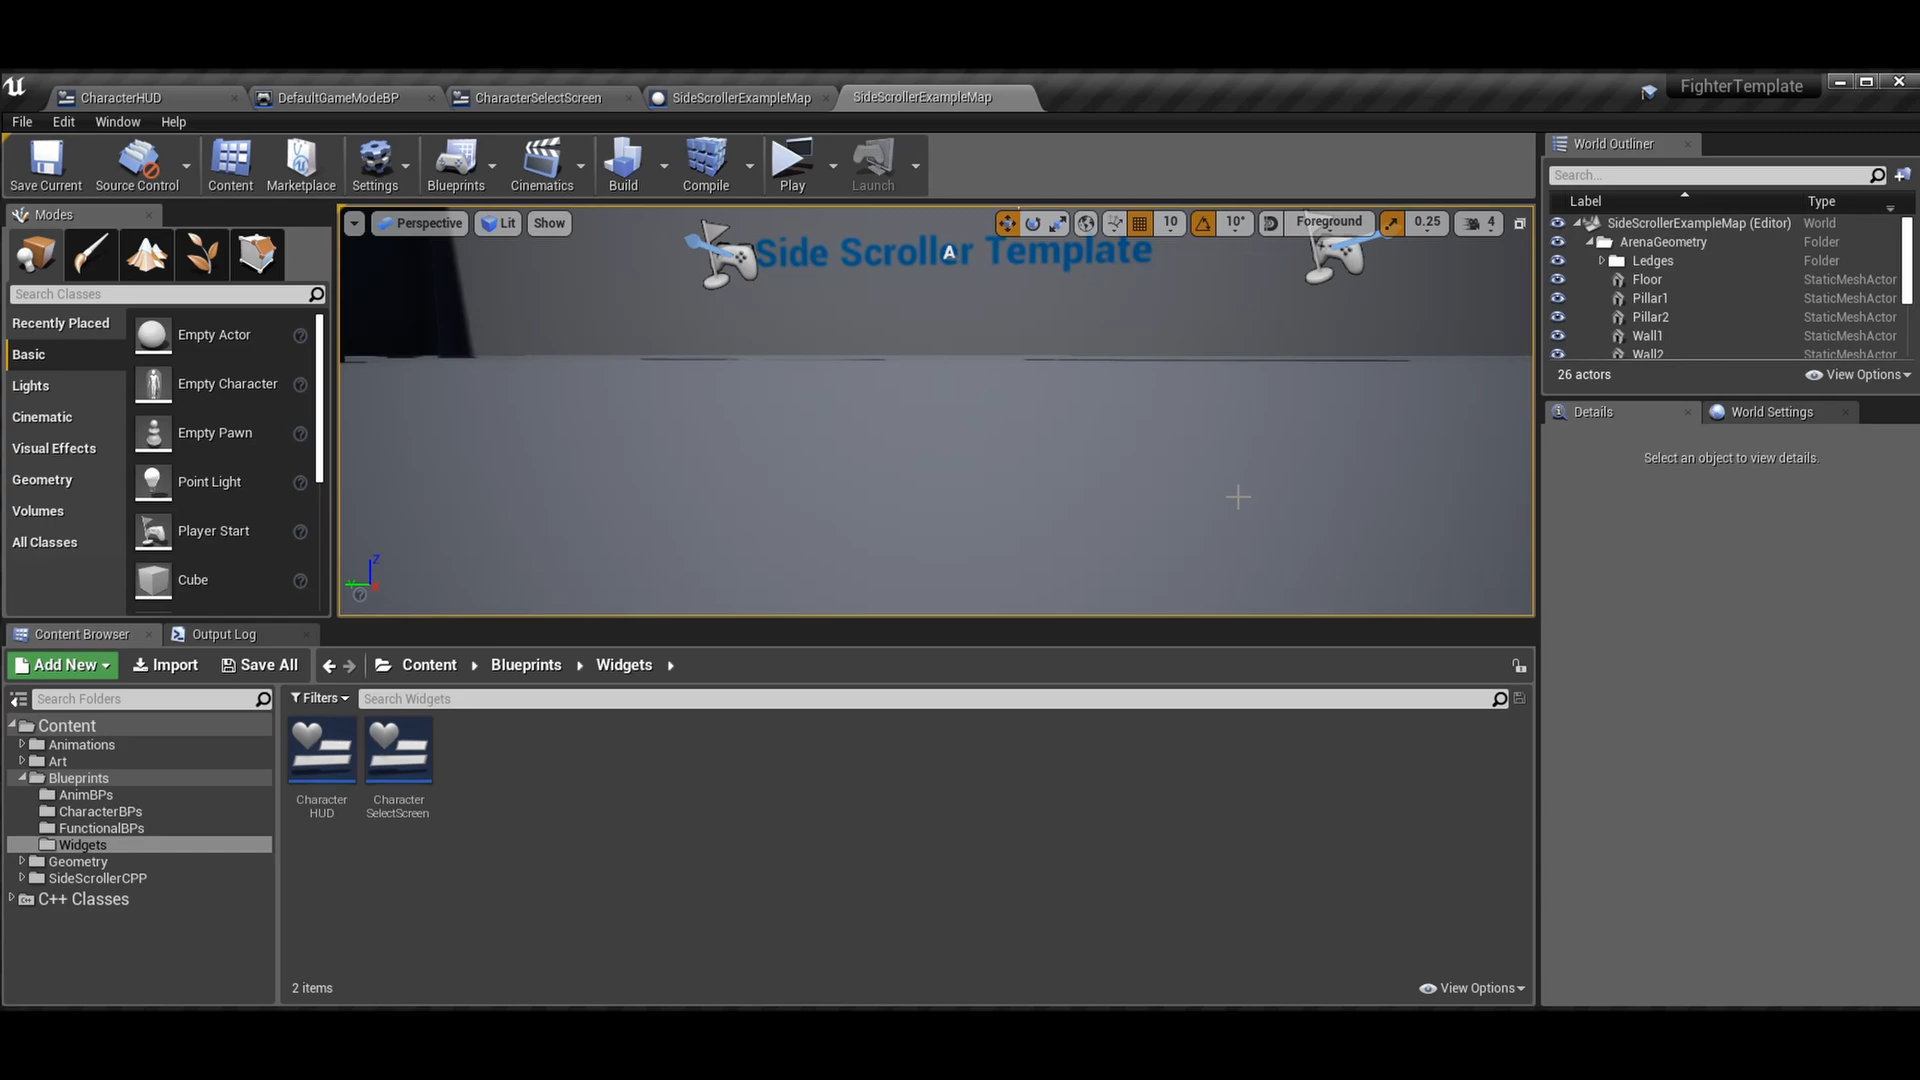 CharacterHUD
DefaultGameModeBP
CharacterSelectScreen
SideScrollerExampleMap
SideScrollerExampleMap
FighterTemplate
File
Edit
Window
Help
Save Current
Source Control
Content
Marketplace
Settings
Blueprints
Cinematics
Build
Compile
Play
Launch
Modes
Search Classes
Recently Placed
Basic
Lights
Cinematic
Visual Effects
Geometry
Volumes
All Classes
Empty Actor
Empty Character
Empty Pawn
Point Light
Player Start
Cube
Perspective
Lit
Show
10
10°
Foreground
0.25
4
Side Scroller Template
A
Z
Y
World Outliner
Search...
Label
Type
SideScrollerExampleMap (Editor)
World
ArenaGeometry
Folder
Ledges
Folder
Floor
StaticMeshActor
Pillar1
StaticMeshActor
Pillar2
StaticMeshActor
Wall1
StaticMeshActor
Wall2
StaticMeshActor
26 actors
View Options
Details
World Settings
Select an object to view details.
Content Browser
Output Log
Add New
Import
Save All
Content
Blueprints
Widgets
Search Folders
Filters
Search Widgets
Content
Animations
Art
Blueprints
AnimBPs
CharacterBPs
FunctionalBPs
Widgets
Geometry
SideScrollerCPP
C++ Classes
Character
HUD
Character
SelectScreen
2 items
View Options